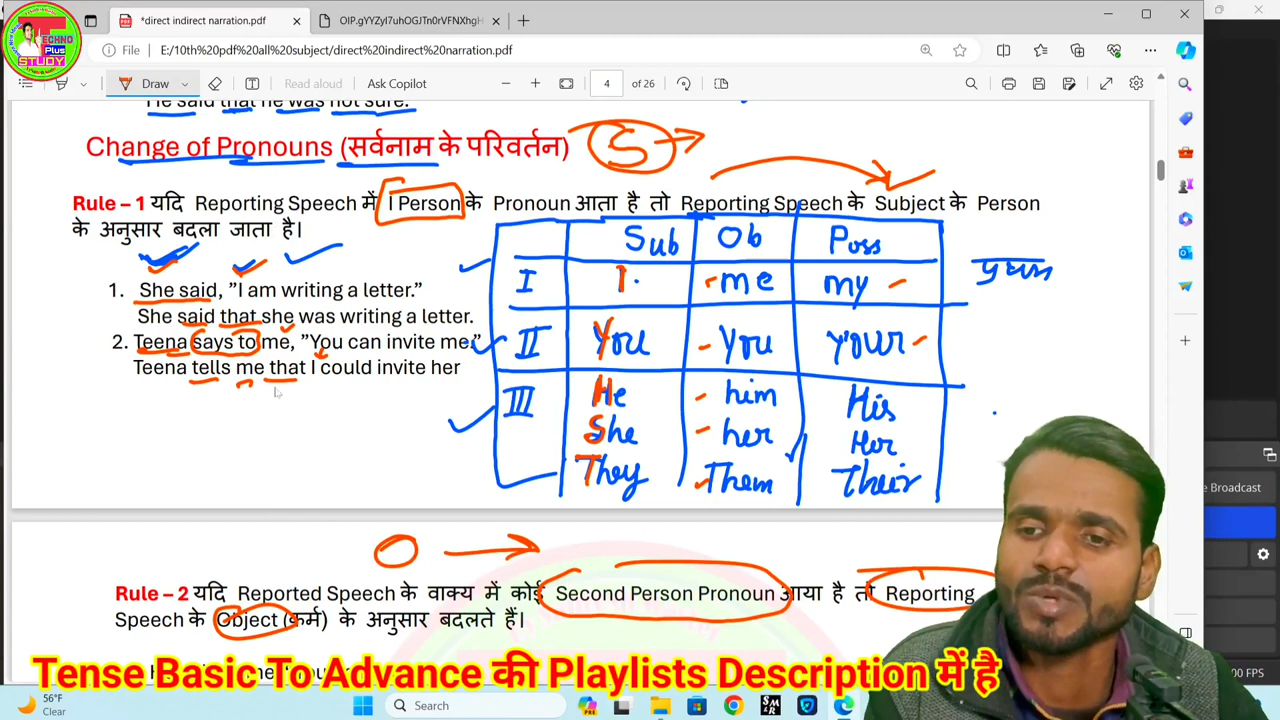 *direct indirect narration.pdf
OIP.gYYZyI7uhOGJTn0rVFNXHgH
TECHNO
Plus
STUDY
File
E:/10th%20pdf%20all%20subject/direct%20indirect%20narration.pdf
Draw
Read aloud
Ask Copilot
4
of 26
He said that he was not sure.
Change of Pronouns (सर्वनाम के परिवर्तन) S →
Rule – 1 यदि Reporting Speech में I Person के Pronoun आता है तो Reporting Speech के Subject के Person
के अनुसार बदला जाता है।
1. She said, ”I am writing a letter.”
She said that she was writing a letter.
2. Teena says to me, ”You can invite me.”
Teena tells me that I could invite her
Sub Ob Poss
I I me my
II You You your
III He him His
She her Her
They Them Their
O →
Rule – 2 यदि Reported Speech के वाक्य में कोई Second Person Pronoun आया है तो Reporting
Speech के Object (कर्म) के अनुसार बदलते हैं।
Tense Basic To Advance की Playlists Description में है
e Broadcast
FPS
56°F
Clear
Search